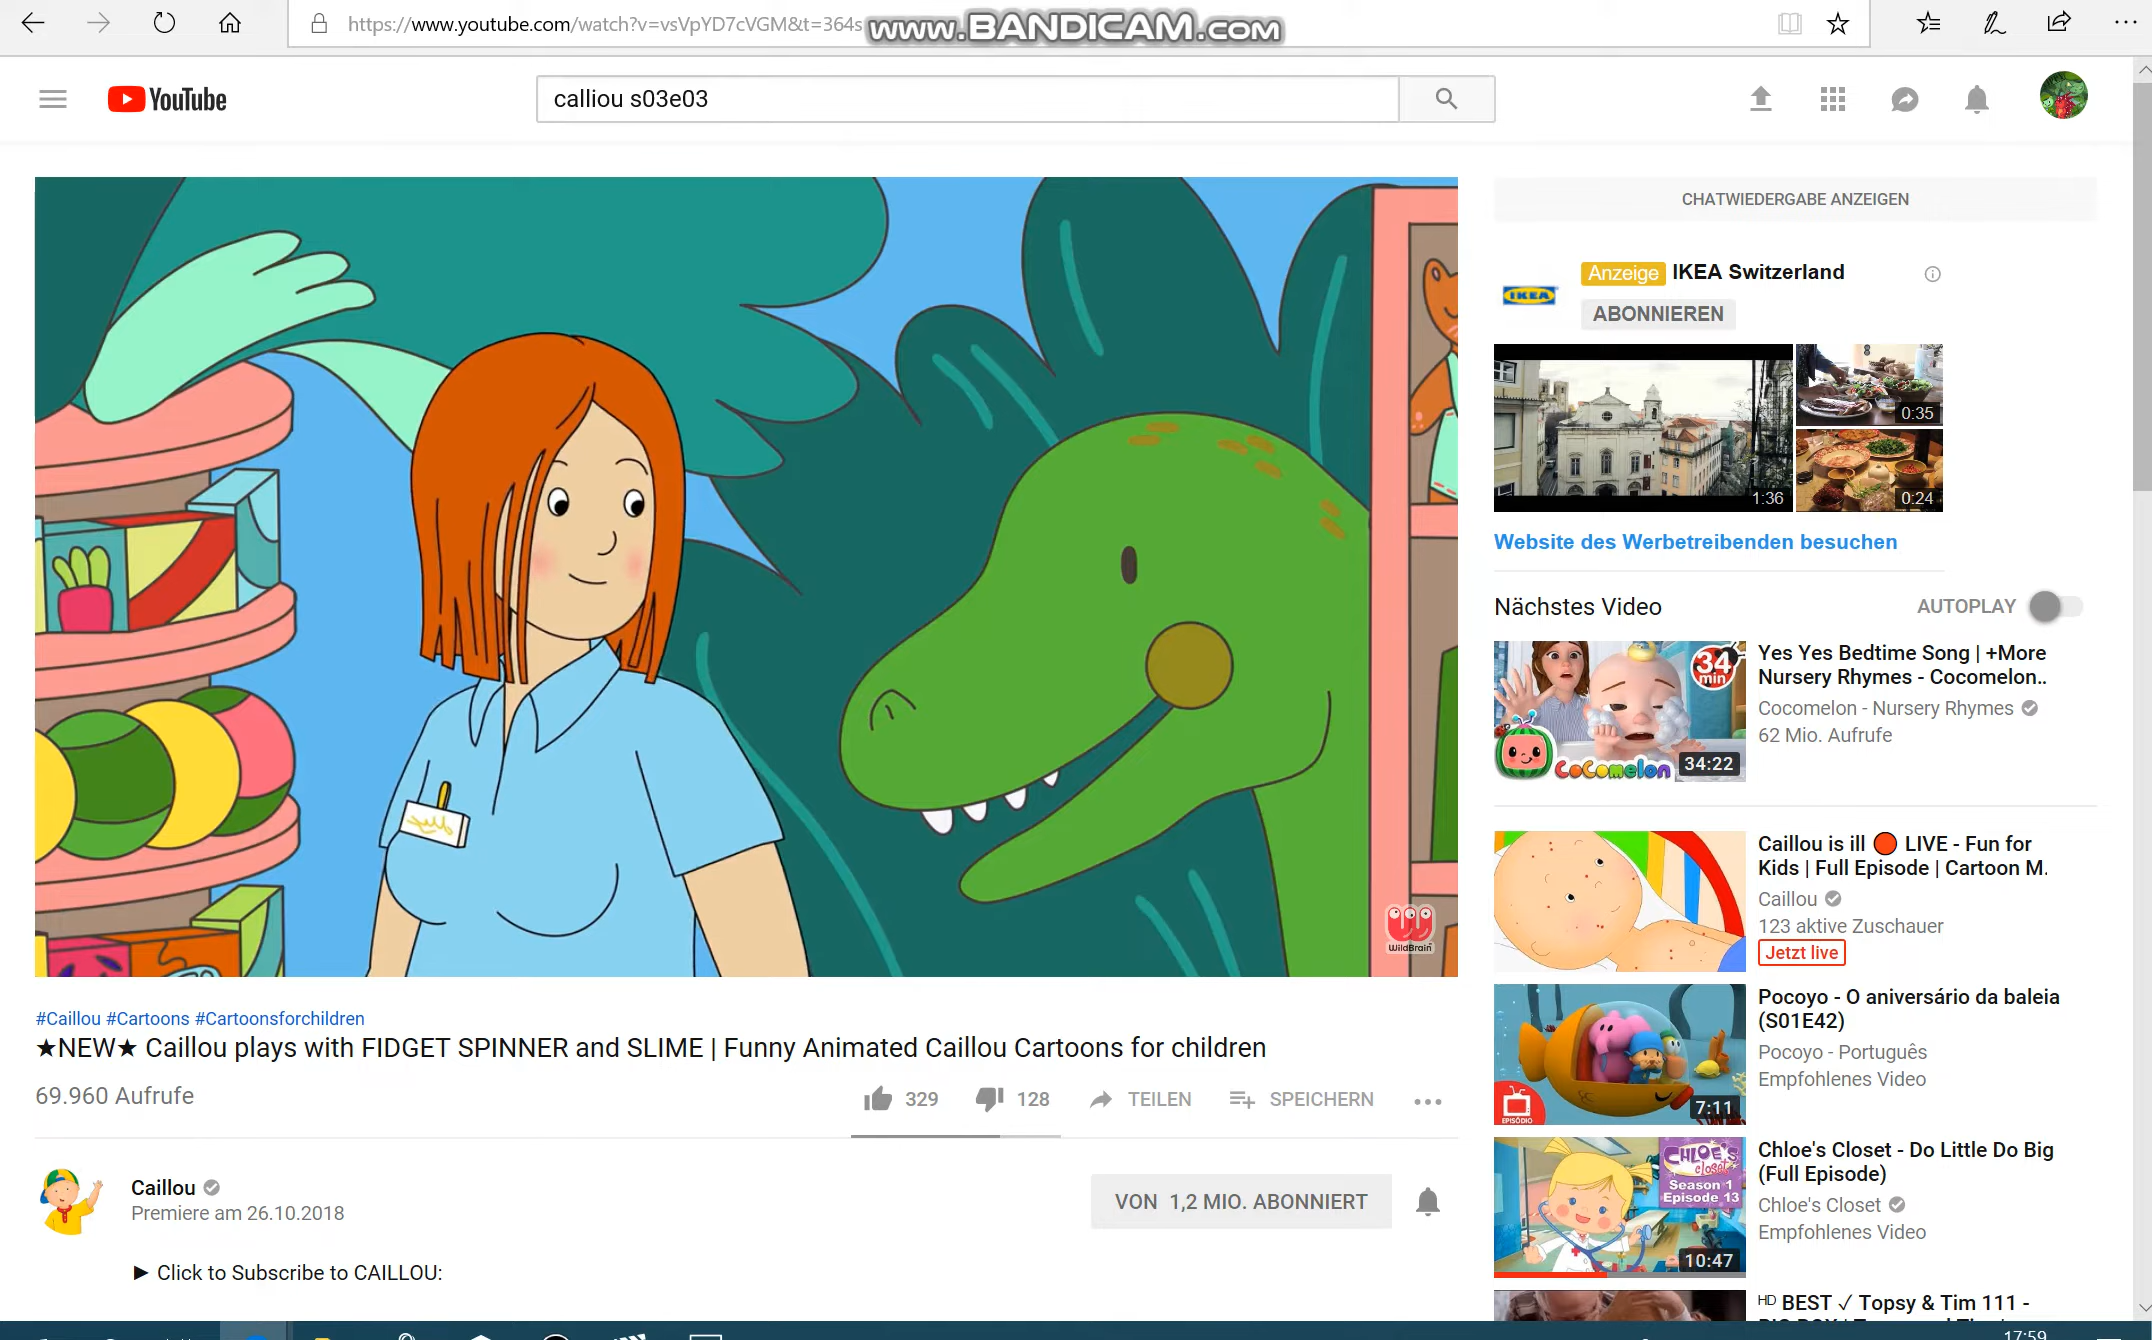 https://www.youtube.com/watch?v=vsVpYD7cVGM&t=364s
www.BANDICAM.com
YouTube
calliou s03e03
CHATWIEDERGABE ANZEIGEN
IKEA
Anzeige IKEA Switzerland
ABONNIEREN
1:36
0:35
0:24
Website des Werbetreibenden besuchen
Nächstes Video
AUTOPLAY
34 min
CoComelon
34:22
Yes Yes Bedtime Song | +More
Nursery Rhymes - Cocomelon..
Cocomelon - Nursery Rhymes
62 Mio. Aufrufe
Caillou is ill 🔴 LIVE - Fun for
Kids | Full Episode | Cartoon M.
Caillou
123 aktive Zuschauer
Jetzt live
EPISÓDIO
7:11
Pocoyo - O aniversário da baleia
(S01E42)
Pocoyo - Português
Empfohlenes Video
CHLOE'S
closet
Season 1
Episode 13
10:47
Chloe's Closet - Do Little Do Big
(Full Episode)
Chloe's Closet
Empfohlenes Video
HD BEST ✓ Topsy & Tim 111 -
WildBrain
#Caillou #Cartoons #Cartoonsforchildren
★NEW★ Caillou plays with FIDGET SPINNER and SLIME | Funny Animated Caillou Cartoons for children
69.960 Aufrufe
329
128
TEILEN
SPEICHERN
Caillou
Premiere am 26.10.2018
VON 1,2 MIO. ABONNIERT
► Click to Subscribe to CAILLOU:
17:59